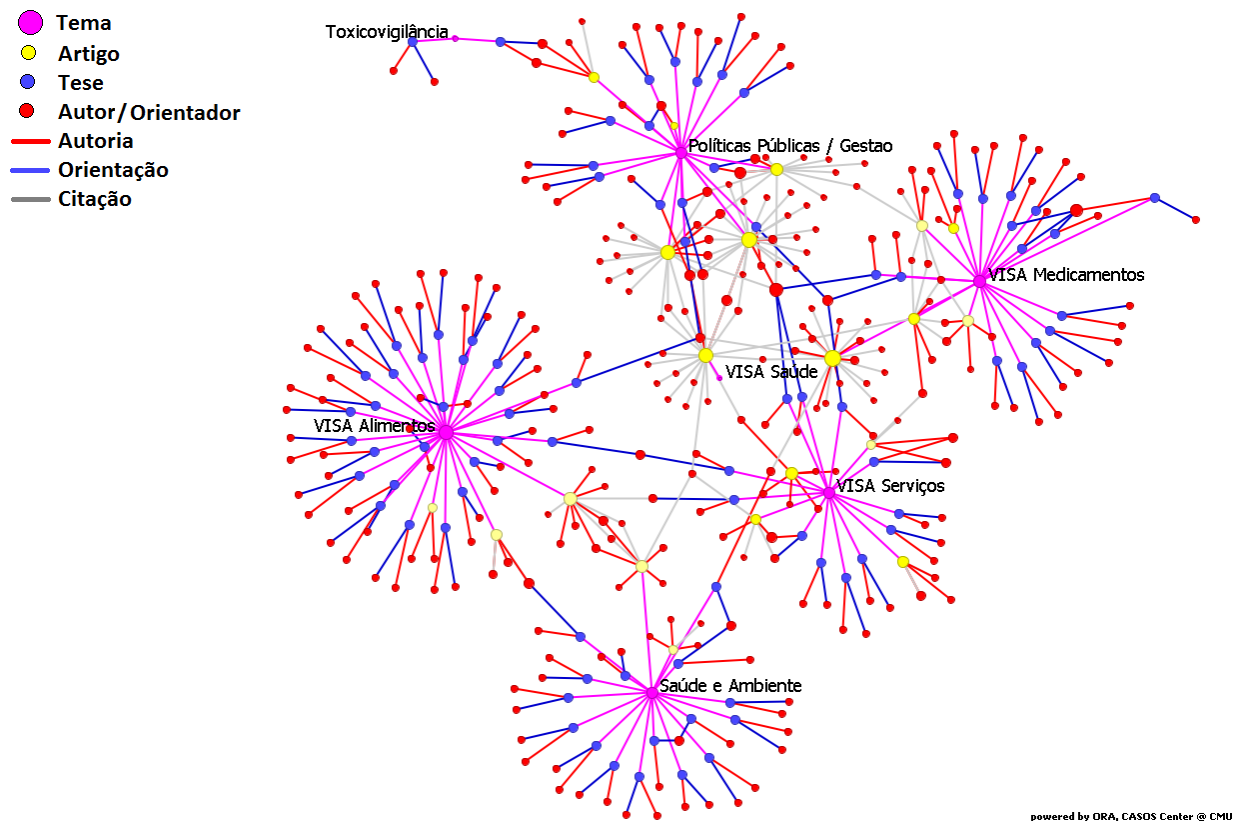 Tema
Artigo
Tese
Autor/Orientador
Autoria
Orientação
Citação
Toxicovigilância
Políticas Públicas / Gestao
VISA Medicamentos
VISA Saude
VISA Alimentos
VISA Serviços
Saúde e Ambiente
powered by ORA, CASOS Center @ CMU